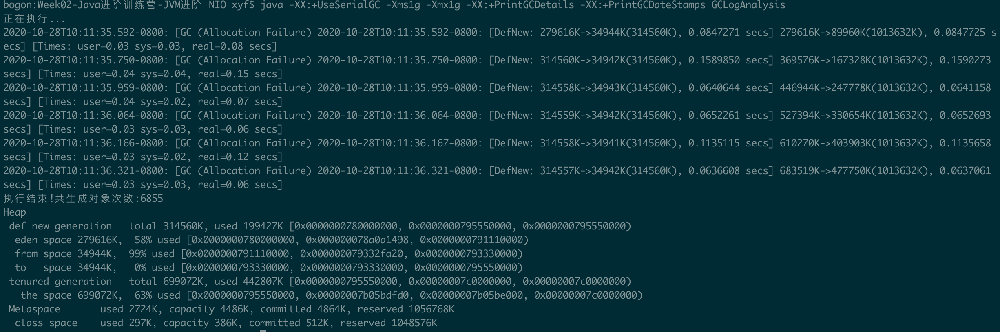 bogon:Week02-Java进阶训练营-JVM进阶 NIO xyf$ java -XX:+UseSerialGC -Xms1g -Xmx1g -XX:+PrintGCDetails -XX:+PrintGCDateStamps GCLogAnalysis
正在执行...
2020-10-28T10:11:35.592-0800: [GC (Allocation Failure) 2020-10-28T10:11:35.592-0800: [DefNew: 279616K->34944K(314560K), 0.0847271 secs] 279616K->89960K(1013632K), 0.0847725 s
ecs] [Times: user=0.03 sys=0.03, real=0.08 secs]
2020-10-28T10:11:35.750-0800: [GC (Allocation Failure) 2020-10-28T10:11:35.750-0800: [DefNew: 314560K->34942K(314560K), 0.1589850 secs] 369576K->167328K(1013632K), 0.1590273
secs] [Times: user=0.04 sys=0.04, real=0.15 secs]
2020-10-28T10:11:35.959-0800: [GC (Allocation Failure) 2020-10-28T10:11:35.959-0800: [DefNew: 314558K->34943K(314560K), 0.0640644 secs] 446944K->247778K(1013632K), 0.0641158
secs] [Times: user=0.04 sys=0.02, real=0.07 secs]
2020-10-28T10:11:36.064-0800: [GC (Allocation Failure) 2020-10-28T10:11:36.064-0800: [DefNew: 314559K->34942K(314560K), 0.0652261 secs] 527394K->330654K(1013632K), 0.0652693
secs] [Times: user=0.03 sys=0.03, real=0.06 secs]
2020-10-28T10:11:36.166-0800: [GC (Allocation Failure) 2020-10-28T10:11:36.167-0800: [DefNew: 314558K->34941K(314560K), 0.1135115 secs] 610270K->403903K(1013632K), 0.1135658
secs] [Times: user=0.03 sys=0.02, real=0.12 secs]
2020-10-28T10:11:36.321-0800: [GC (Allocation Failure) 2020-10-28T10:11:36.321-0800: [DefNew: 314557K->34942K(314560K), 0.0636608 secs] 683519K->477750K(1013632K), 0.0637061
secs] [Times: user=0.03 sys=0.03, real=0.06 secs]
执行结束!共生成对象次数:6855
Heap
 def new generation   total 314560K, used 199427K [0x0000000780000000, 0x0000000795550000, 0x0000000795550000)
  eden space 279616K,  58% used [0x0000000780000000, 0x000000078a0a1498, 0x0000000791110000)
  from space 34944K,  99% used [0x0000000791110000, 0x000000079332fa20, 0x0000000793330000)
  to   space 34944K,   0% used [0x0000000793330000, 0x0000000793330000, 0x0000000795550000)
 tenured generation   total 699072K, used 442807K [0x0000000795550000, 0x00000007c0000000, 0x00000007c0000000)
   the space 699072K,  63% used [0x0000000795550000, 0x00000007b05bdfd0, 0x00000007b05be000, 0x00000007c0000000)
 Metaspace       used 2724K, capacity 4486K, committed 4864K, reserved 1056768K
  class space    used 297K, capacity 386K, committed 512K, reserved 1048576K